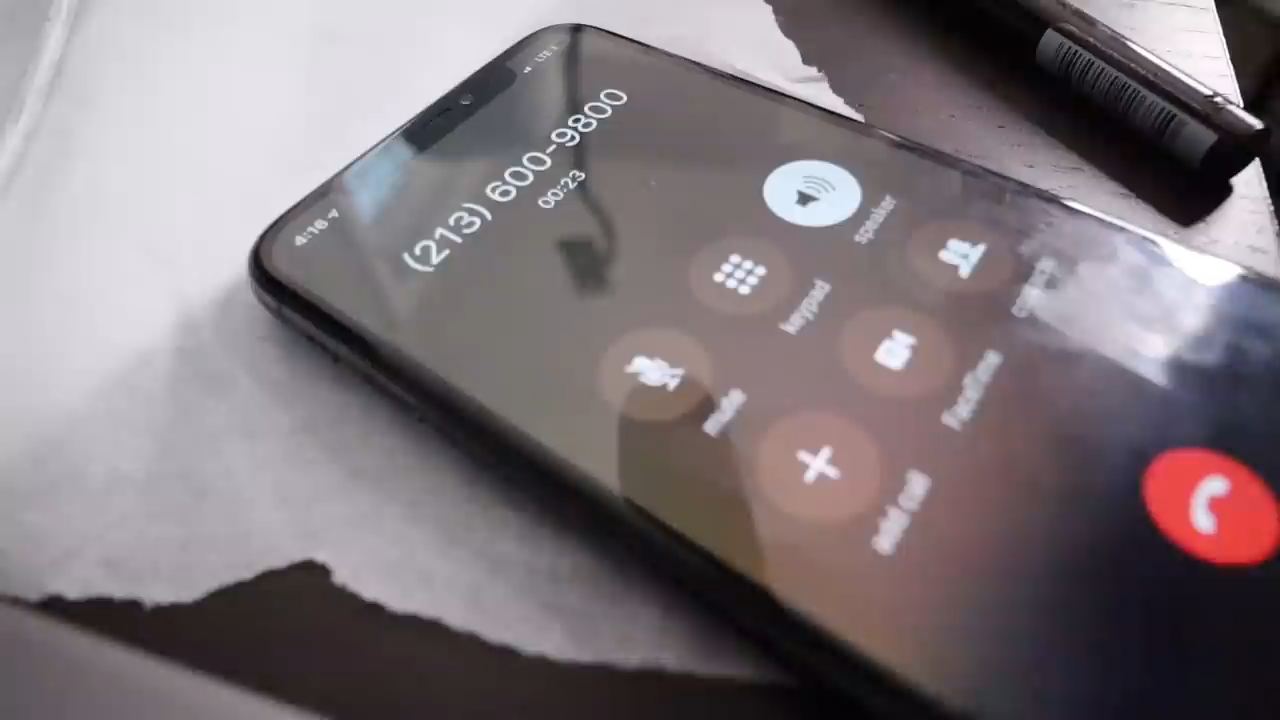 4:16
LTE
(213) 600-9800
00:23
mute
keypad
speaker
add call
FaceTime